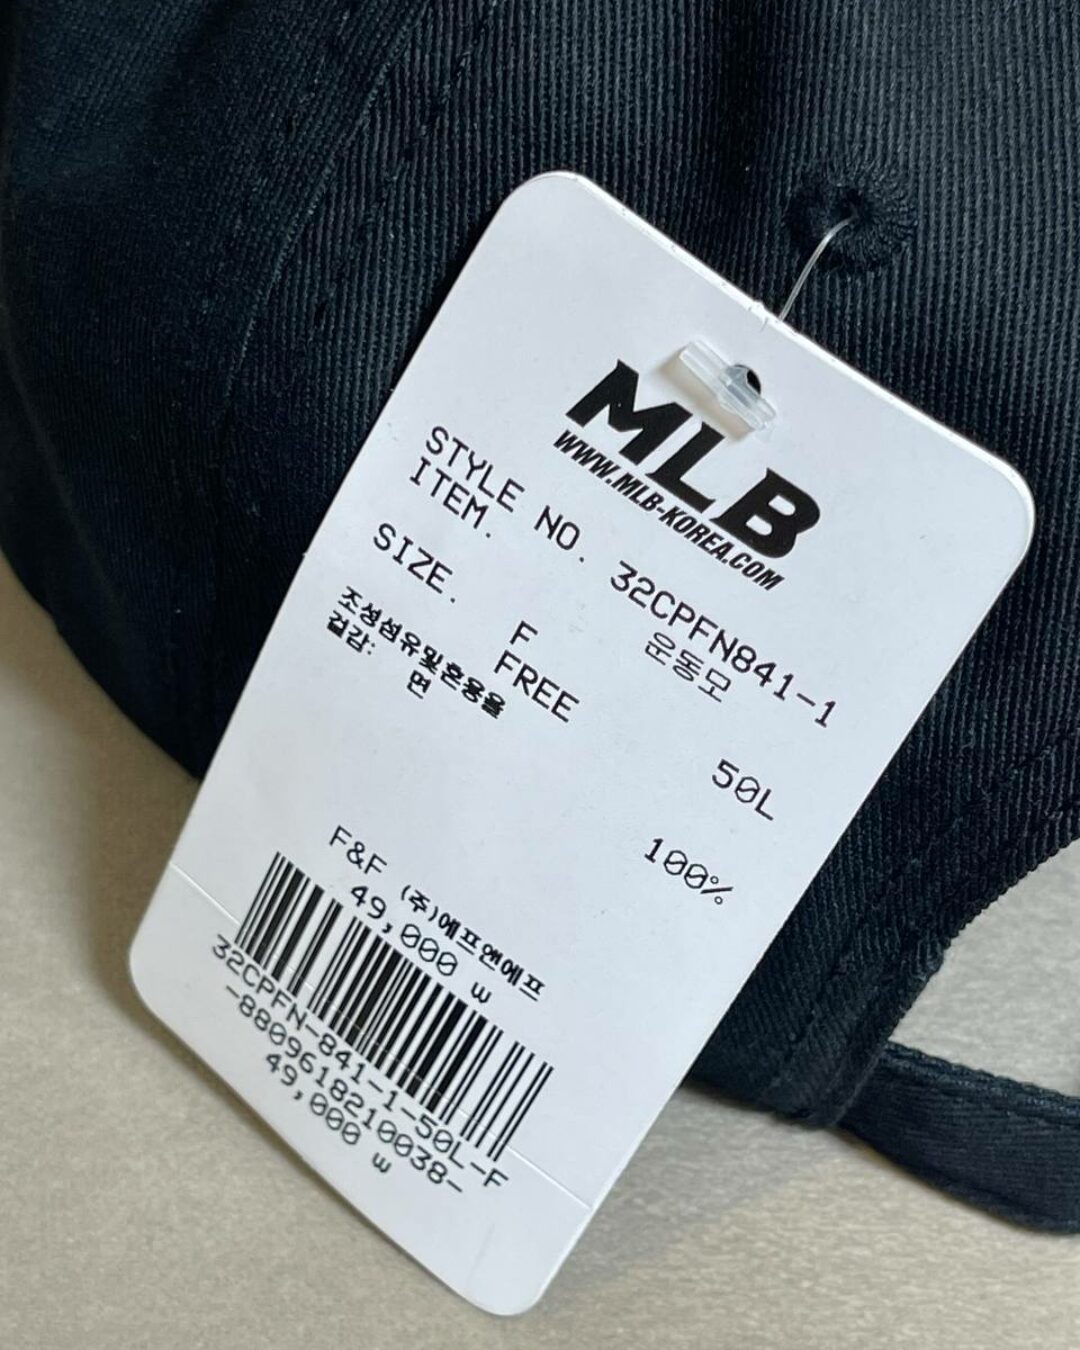 MLB
WWW.MLB-KOREA.COM
STYLE NO. 32CPFN841-1
ITEM. 운동모
SIZE. F 50L
FREE
조성섬유및혼용율
겉감: 면 100%
F&F (주)에프앤에프
49,000 w
32CPFN-841-1-50L-F
-8809618210038-
49,000 w